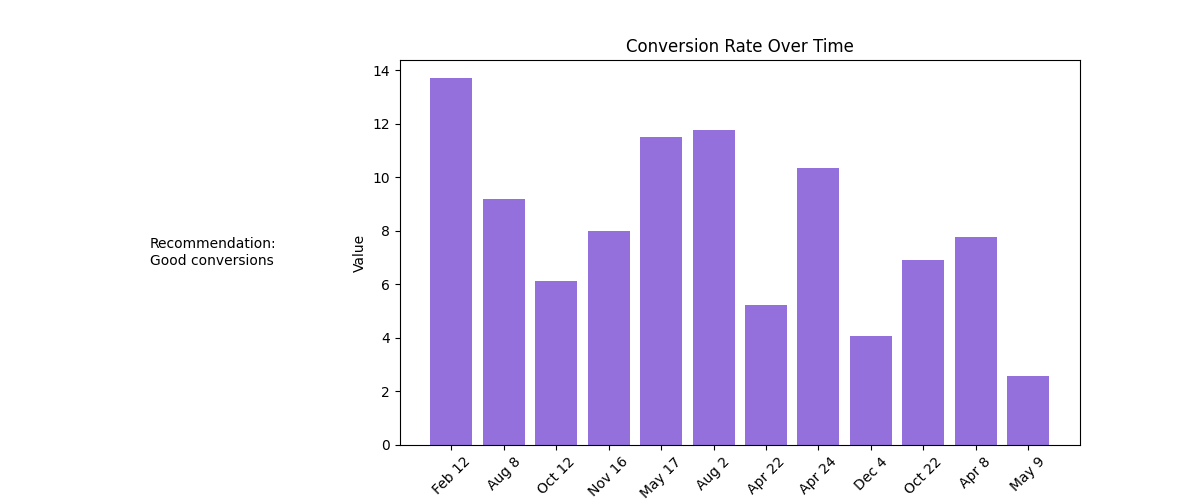 Conversion Rate Over Time
Recommendation:
Good conversions
Value
14
12
10
8
6
4
2
0
Feb 12
Aug 8
Oct 12
Nov 16
May 17
Aug 2
Apr 22
Apr 24
Dec 4
Oct 22
Apr 8
May 9